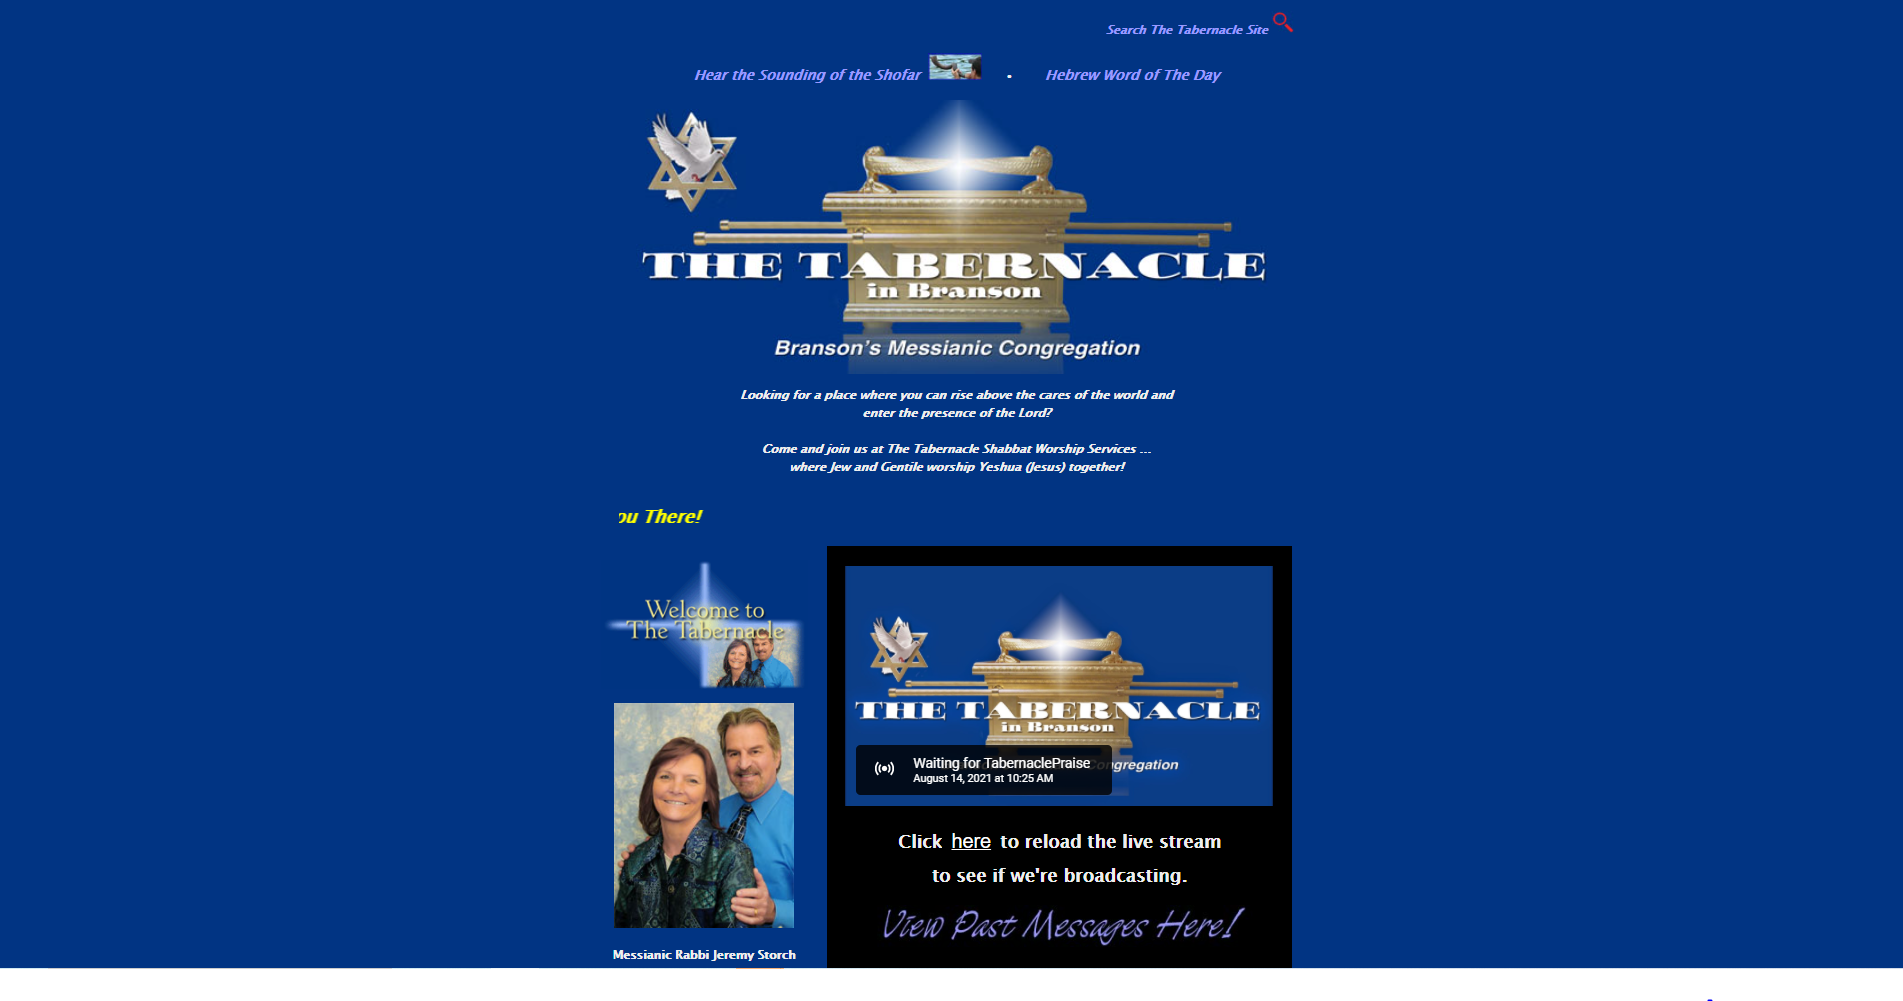 Search The Tabernacle Site
Hear the Sounding of the Shofar • Hebrew Word of The Day
THE TABERNACLE
in Branson
Branson's Messianic Congregation
Looking for a place where you can rise above the cares of the world and
enter the presence of the Lord?
Come and join us at The Tabernacle Shabbat Worship Services ...
where Jew and Gentile worship Yeshua (Jesus) together!
ou There!
Welcome to
The Tabernacle
Messianic Rabbi Jeremy Storch
THE TABERNACLE
in Branson
Congregation
Waiting for TabernaclePraise
August 14, 2021 at 10:25 AM
Click here to reload the live stream
to see if we're broadcasting.
View Past Messages Here!